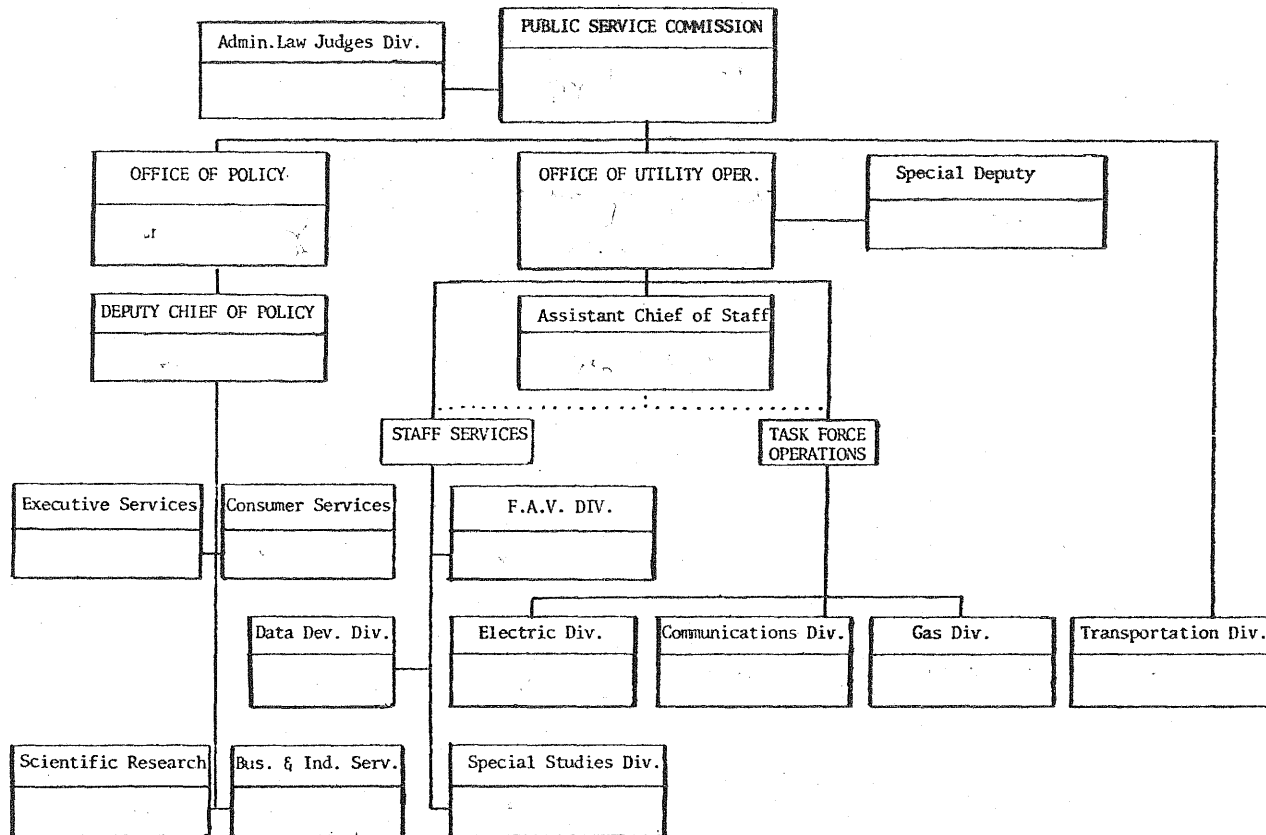 PUBLIC SERVICE COMMISSION
Admin.Law Judges Div.
OFFICE OF POLICY
OFFICE OF UTILITY OPER.
Special Deputy
DEPUTY CHIEF OF POLICY
Assistant Chief of Staff
STAFF SERVICES
TASK FORCE
OPERATIONS
Executive Services
Consumer Services
F.A.V. DIV.
Data Dev. Div.
Electric Div.
Communications Div.
Gas Div.
Transportation Div.
Scientific Research
Bus. & Ind. Serv.
Special Studies Div.